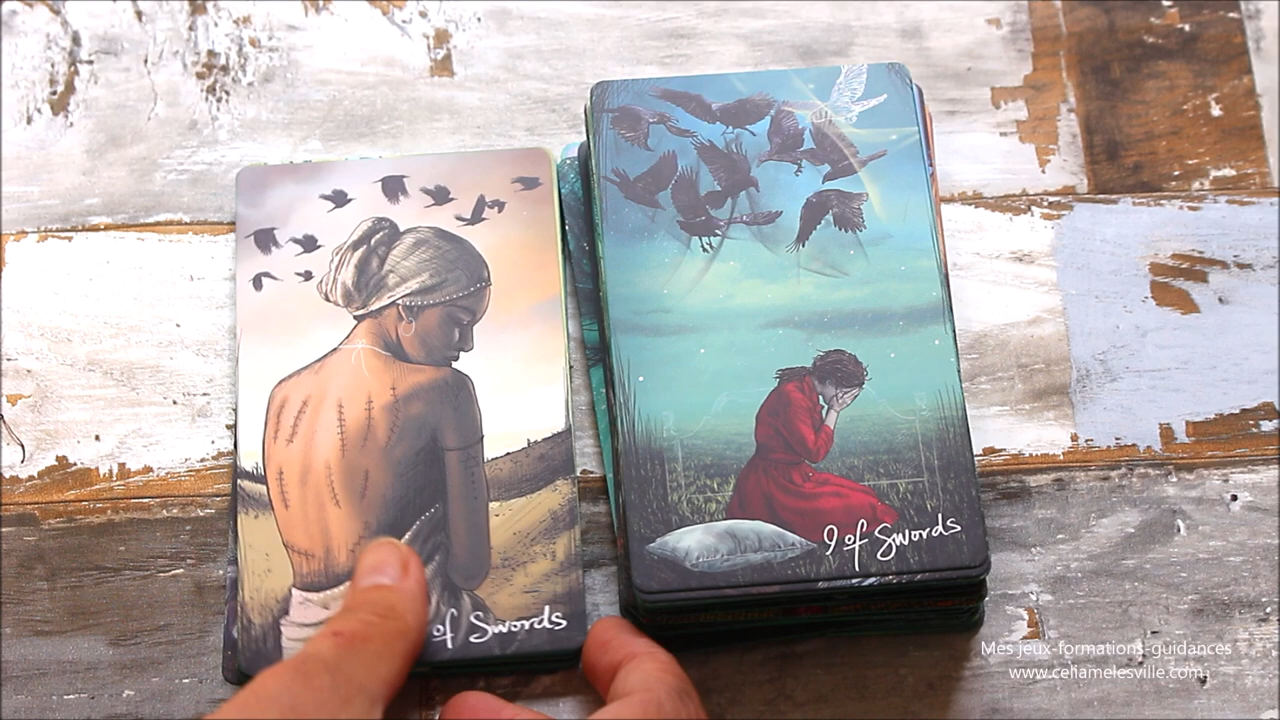 of Swords
9 of Swords
Mes jeux-formations-guidances
www.celiamelesville.com